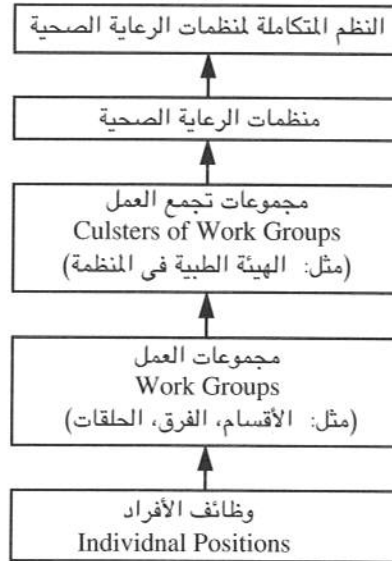 النظم المتكاملة لمنظمات الرعاية الصحية
منظمات الرعاية الصحية
مجموعات تجمع العمل
Culsters of Work Groups
(مثل: الهيئة الطبية فى المنظمة)
مجموعات العمل
Work Groups
(مثل: الأقسام، الفرق، الحلقات)
وظائف الأفراد
Individnal Positions